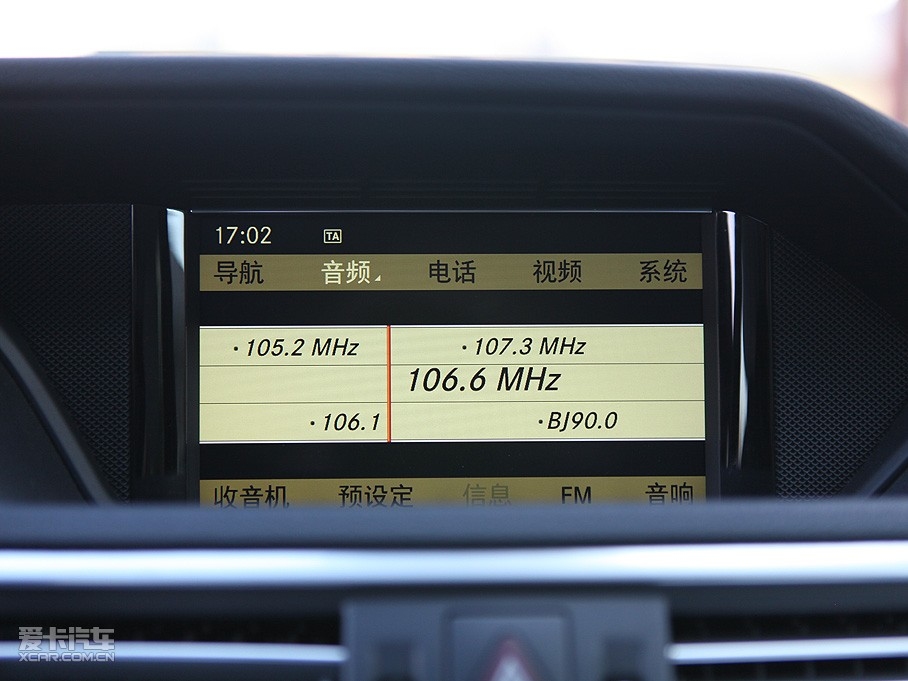 17:02 TA
导航 音频 电话 视频 系统
·105.2 MHz ·107.3 MHz
106.6 MHz
·106.1 ·BJ90.0
收音机 预设定 信息 FM 音响
爱卡汽车
XCAR.COM.CN